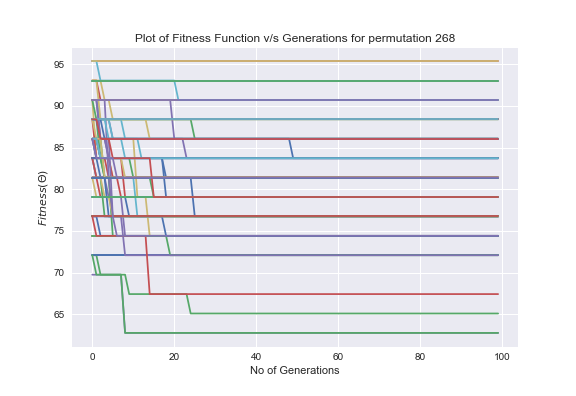 Plot of Fitness Function v/s Generations for permutation 268
95
90
85
80
75
70
65
Fitness(Θ)
0 20 40 60 80 100
No of Generations